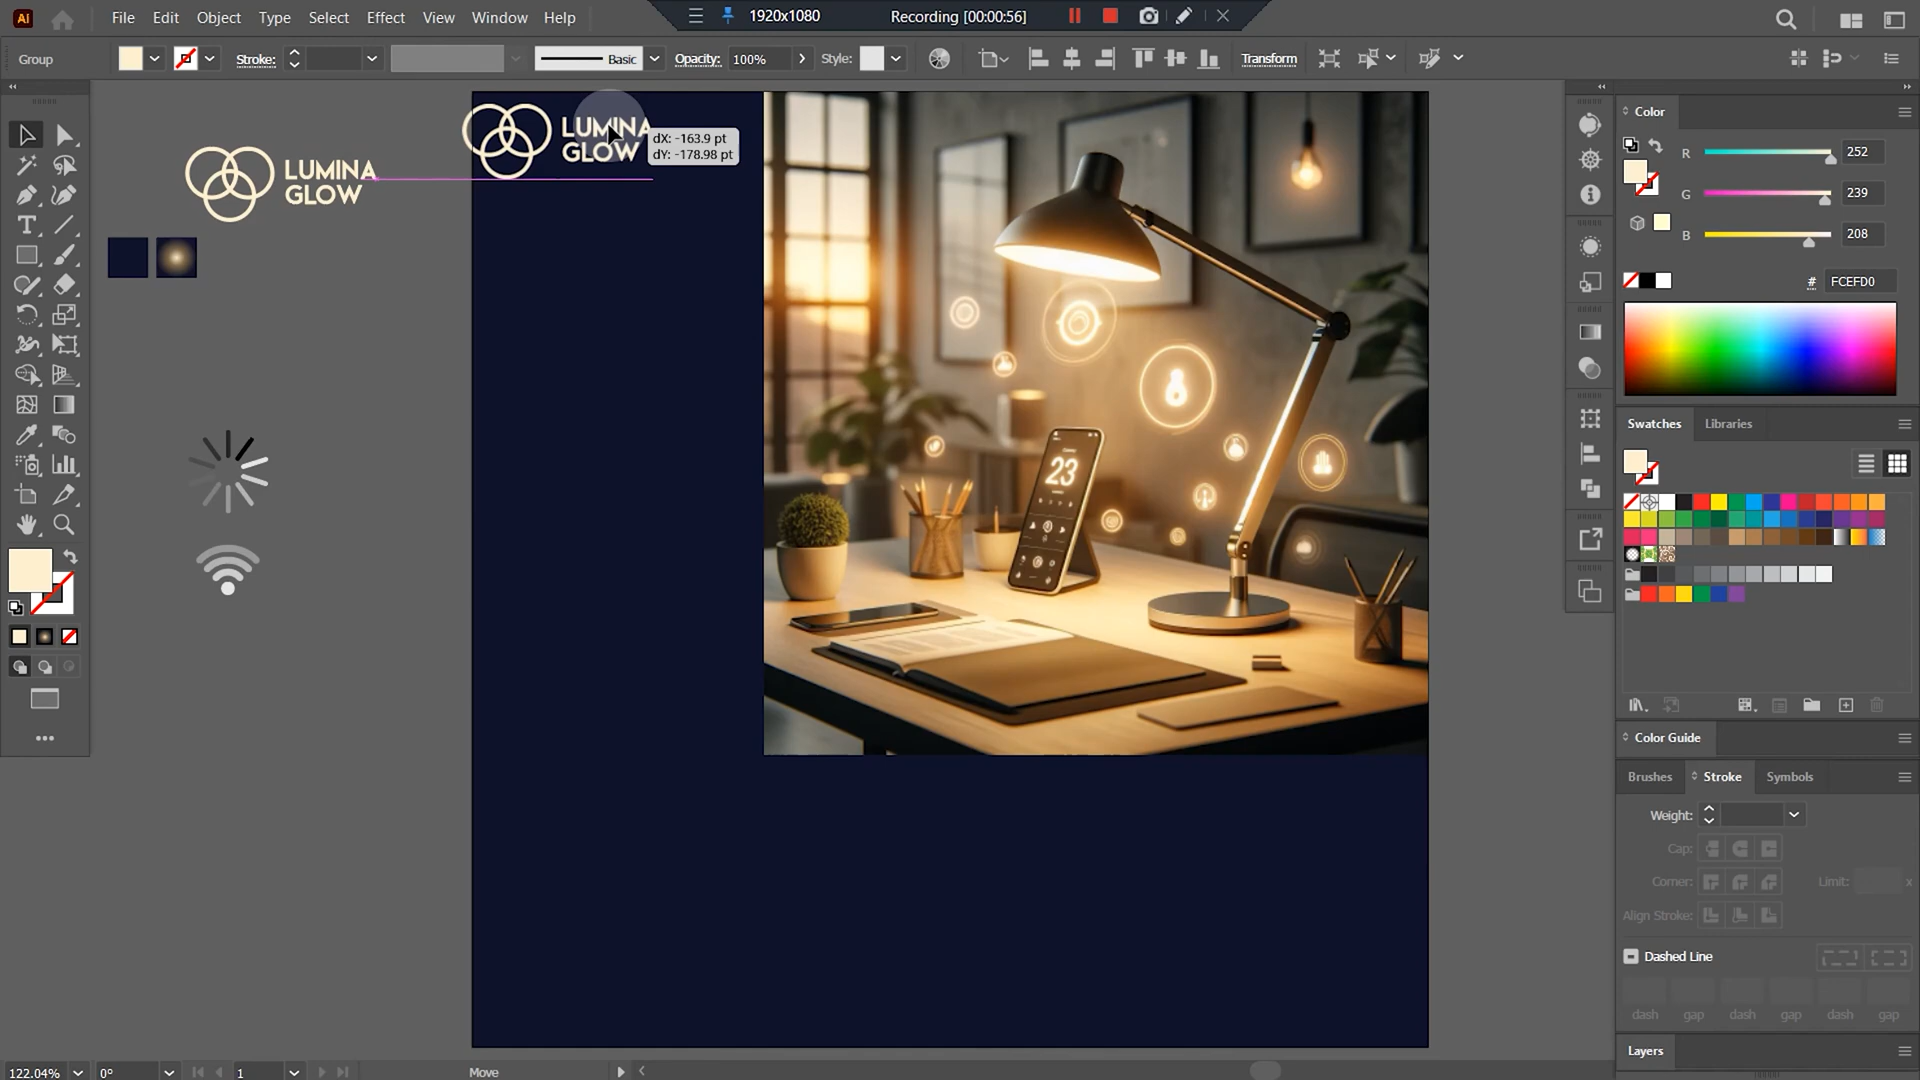 Ai
File Edit Object Type Select Effect View Window Help
1920x1080
Recording [00:00:56]
Group
Stroke:
Basic
Opacity:
100%
Style:
Transform
LUMINA
GLOW
LUMINA
GLOW
dX: -163.9 pt
dY: -178.98 pt
23
Color
R
252
G
239
B
208
#
FCEFD0
Swatches
Libraries
Color Guide
Brushes
Stroke
Symbols
Weight:
Cap:
Corner:
Limit:
x
Align Stroke:
Dashed Line
dash
gap
dash
gap
dash
gap
Layers
122.04%
0°
1
Move